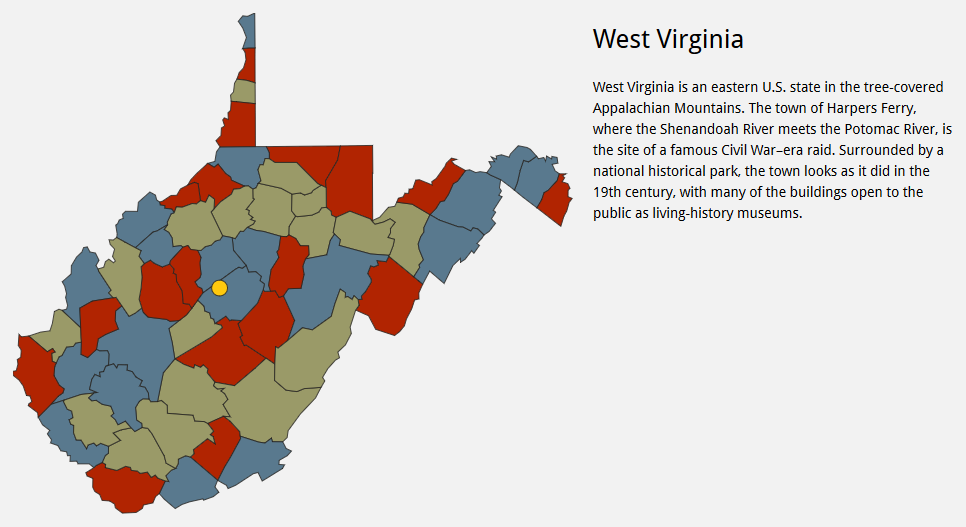 West Virginia
West Virginia is an eastern U.S. state in the tree-covered
Appalachian Mountains. The town of Harpers Ferry,
where the Shenandoah River meets the Potomac River, is
the site of a famous Civil War–era raid. Surrounded by a
national historical park, the town looks as it did in the
19th century, with many of the buildings open to the
public as living-history museums.